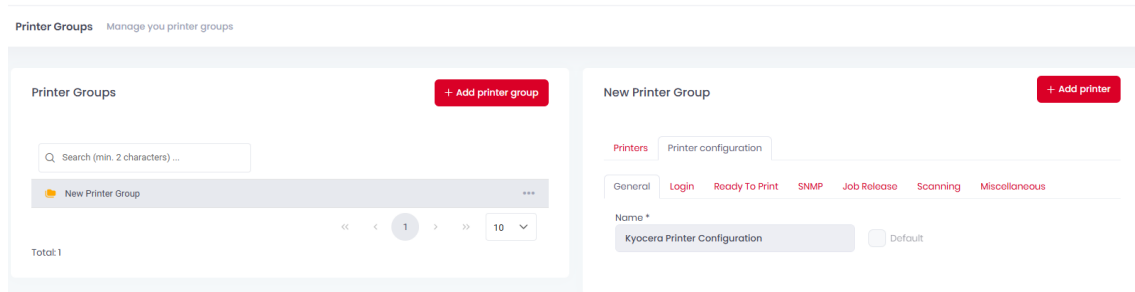 Printer Groups Manage you printer groups
Printer Groups
+ Add printer group
Search (min. 2 characters) ...
New Printer Group
1
10
Total: 1
New Printer Group
+ Add printer
Printers Printer configuration
General Login Ready To Print SNMP Job Release Scanning Miscellaneous
Name *
Kyocera Printer Configuration Default